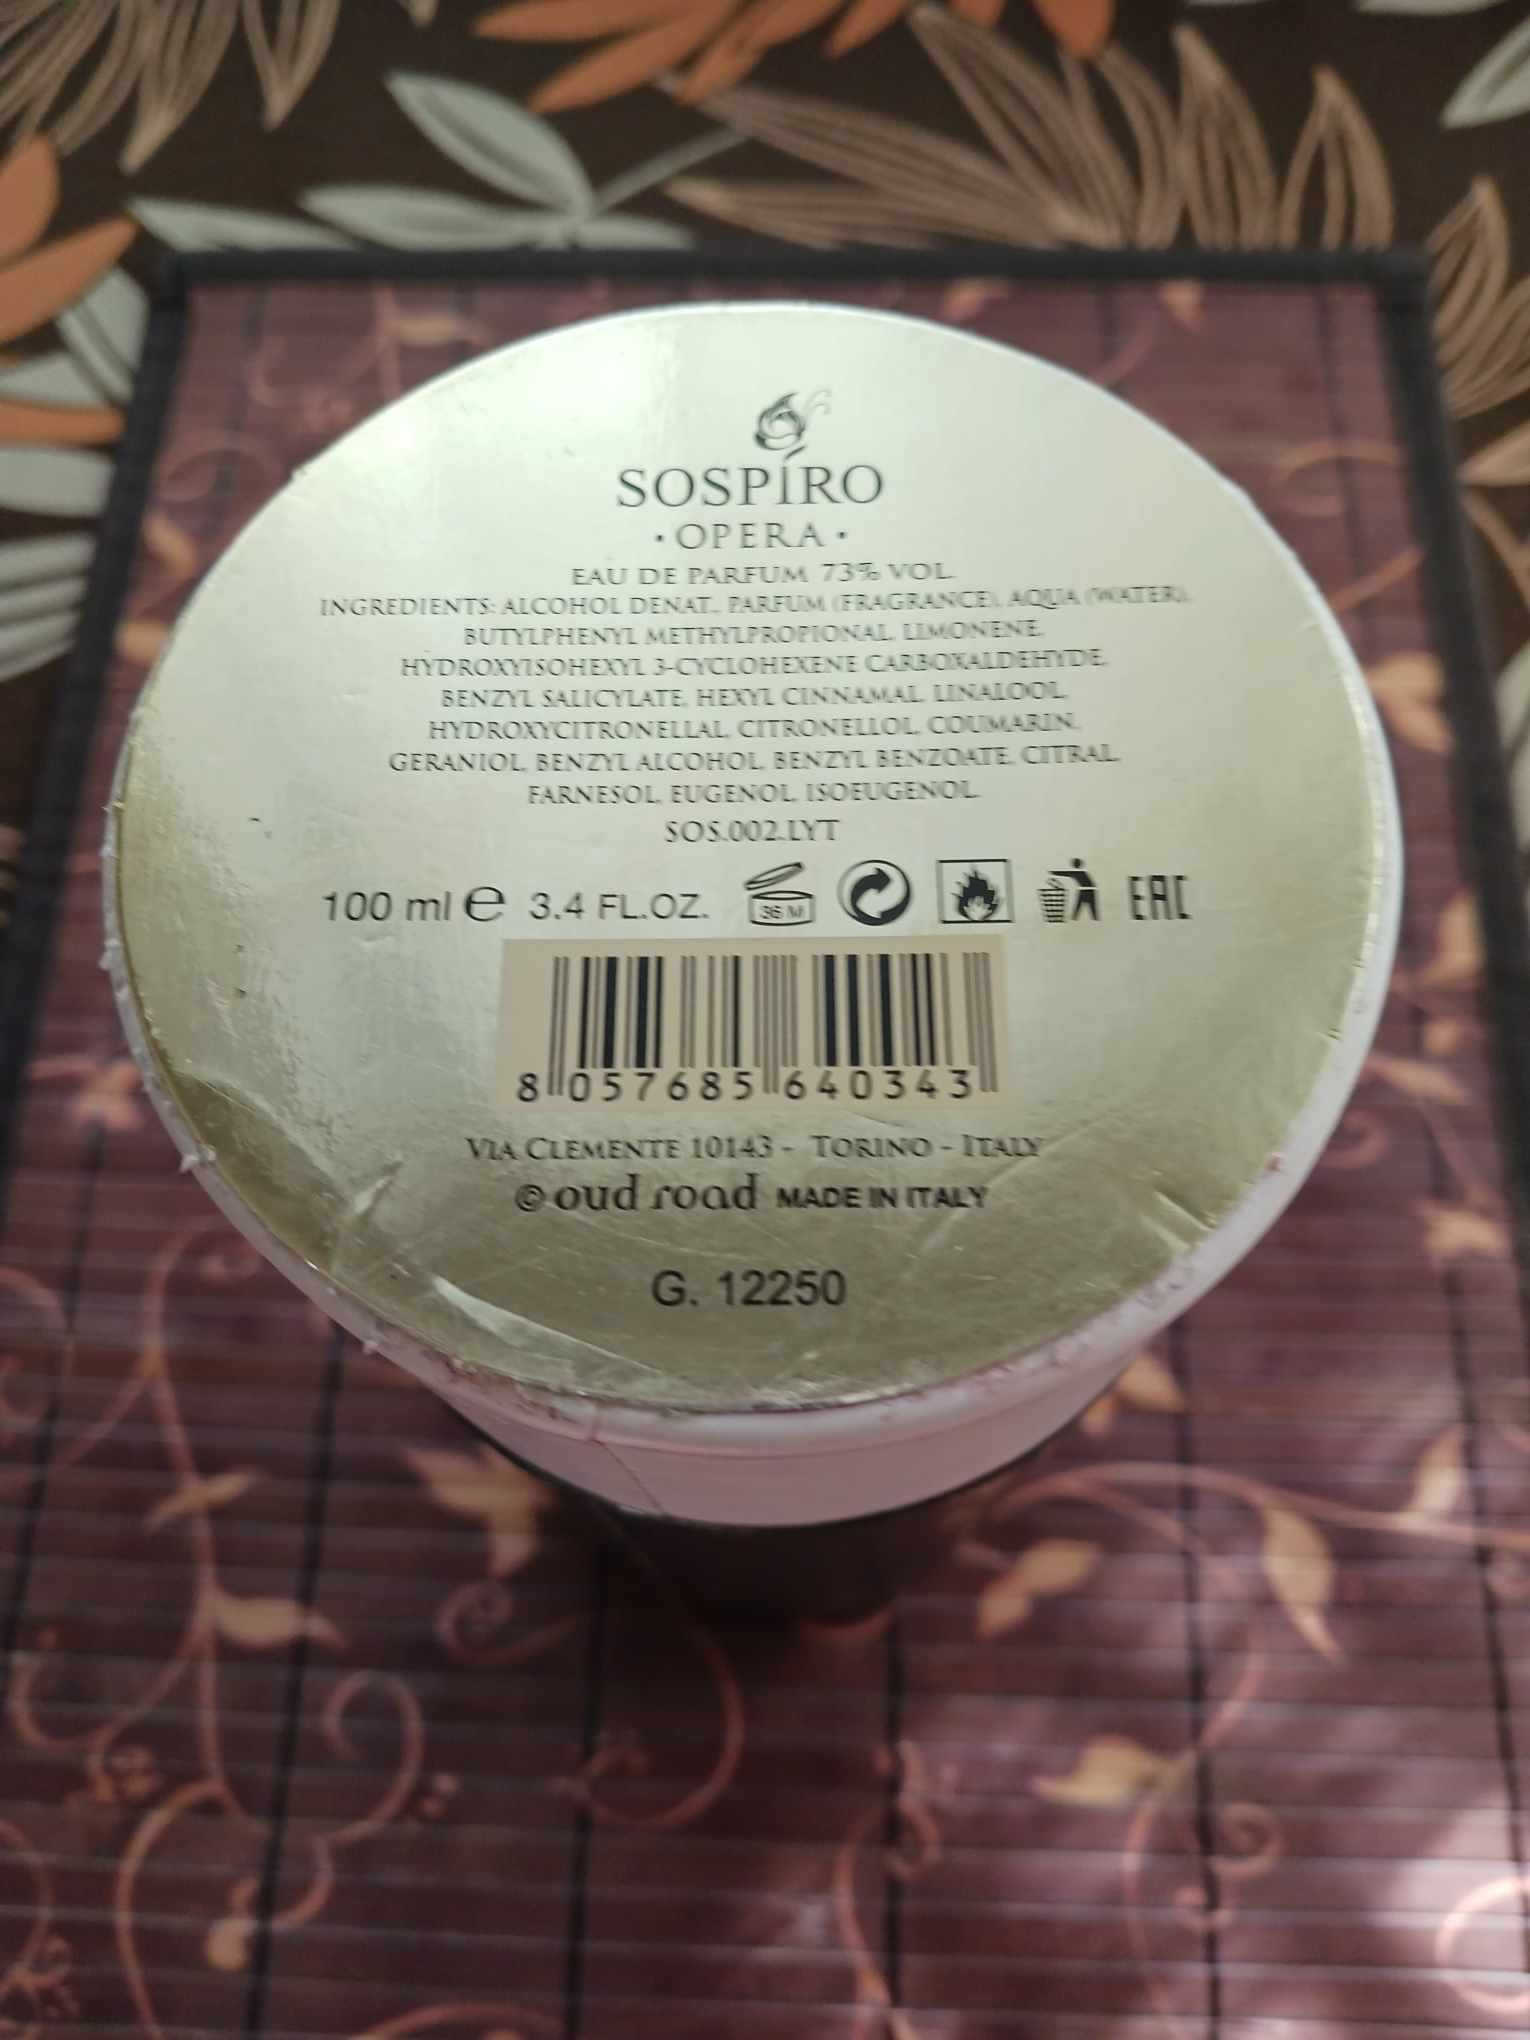 SOSPÍRO
• OPERA •
EAU DE PARFUM 73% VOL.
INGREDIENTS: ALCOHOL DENAT., PARFUM (FRAGRANCE), AQUA (WATER),
BUTYLPHENYL METHYLPROPIONAL, LIMONENE,
HYDROXYISOHEXYL 3-CYCLOHEXENE CARBOXALDEHYDE,
BENZYL SALICYLATE, HEXYL CINNAMAL, LINALOOL,
HYDROXYCITRONELLAL, CITRONELLOL, COUMARIN,
GERANIOL, BENZYL ALCOHOL, BENZYL BENZOATE, CITRAL,
FARNESOL, EUGENOL, ISOEUGENOL.
SOS.002.LYT
100 ml ℮ 3.4 FL.OZ. 36 M EAC
8 057685 640343
VIA CLEMENTE 10143 - TORINO - ITALY
© oud road MADE IN ITALY
G. 12250